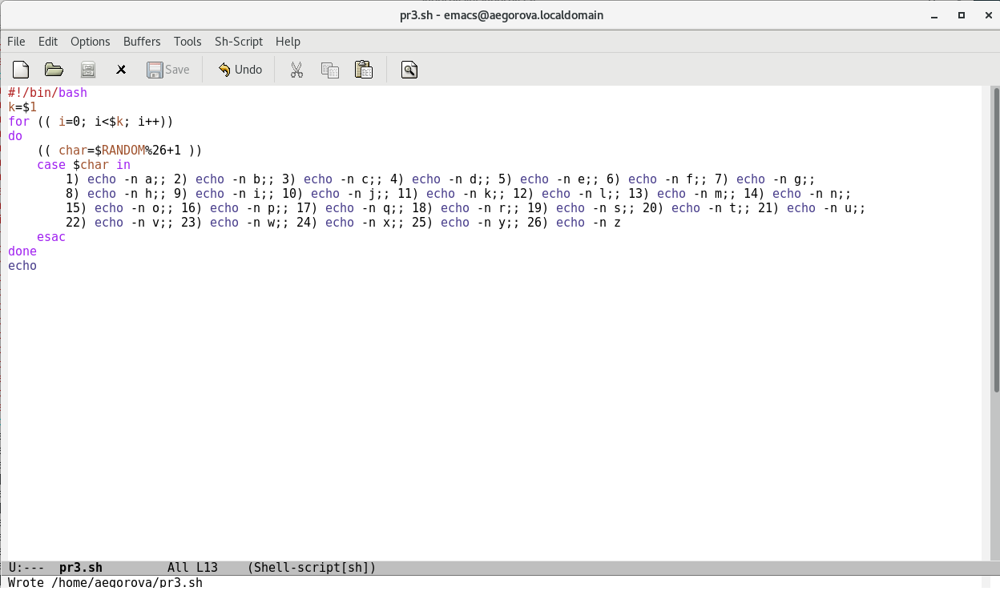 pr3.sh - emacs@aegorova.localdomain
File Edit Options Buffers Tools Sh-Script Help
Save Undo
#!/bin/bash
k=$1
for (( i=0; i<$k; i++))
do
    (( char=$RANDOM%26+1 ))
    case $char in
        1) echo -n a;; 2) echo -n b;; 3) echo -n c;; 4) echo -n d;; 5) echo -n e;; 6) echo -n f;; 7) echo -n g;;
        8) echo -n h;; 9) echo -n i;; 10) echo -n j;; 11) echo -n k;; 12) echo -n l;; 13) echo -n m;; 14) echo -n n;;
        15) echo -n o;; 16) echo -n p;; 17) echo -n q;; 18) echo -n r;; 19) echo -n s;; 20) echo -n t;; 21) echo -n u;;
        22) echo -n v;; 23) echo -n w;; 24) echo -n x;; 25) echo -n y;; 26) echo -n z
    esac
done
echo
U:--- pr3.sh All L13 (Shell-script[sh])
Wrote /home/aegorova/pr3.sh